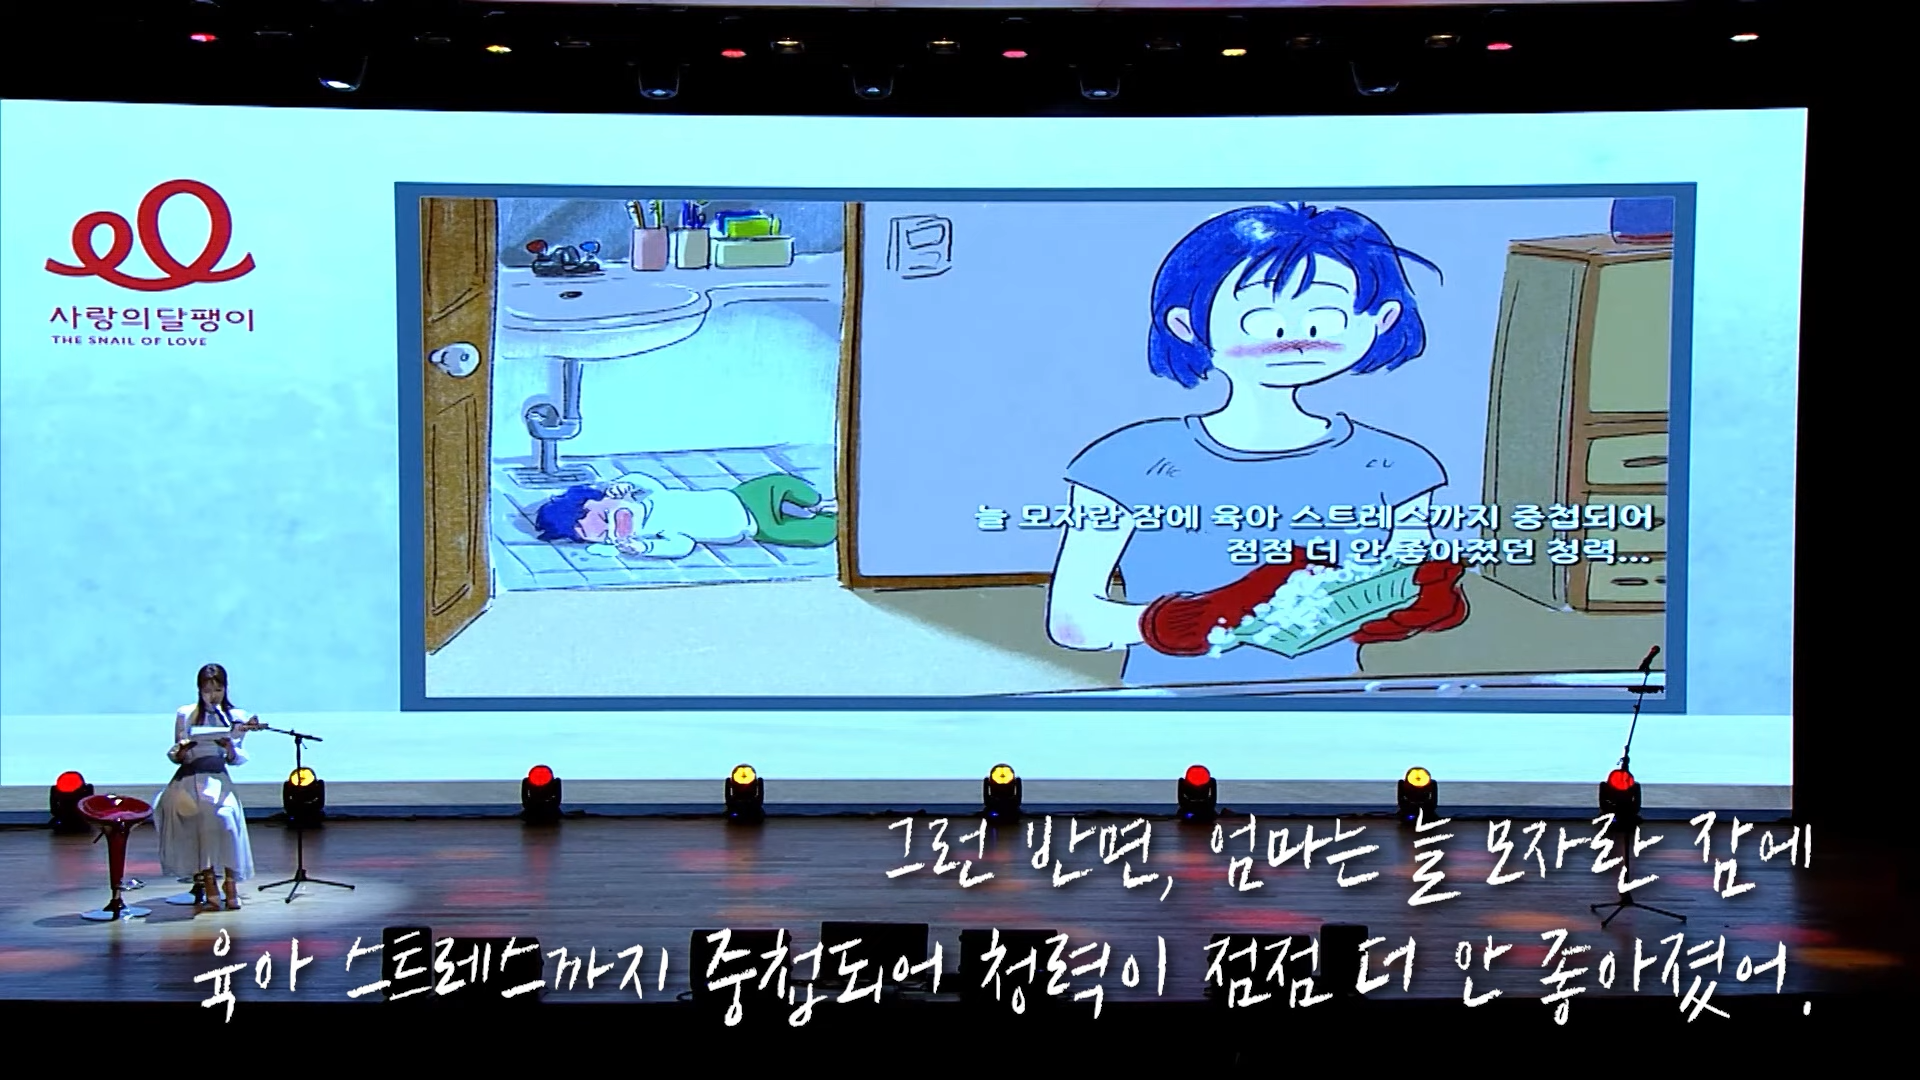 사랑의달팽이
THE SNAIL OF LOVE
늘 모자란 잠에 육아 스트레스까지 중첩되어
점점 더 안 좋아졌던 청력...
그런 반면, 엄마는 늘 모자란 잠에
육아 스트레스까지 중첩되어 청력이 점점 더 안 좋아졌어.